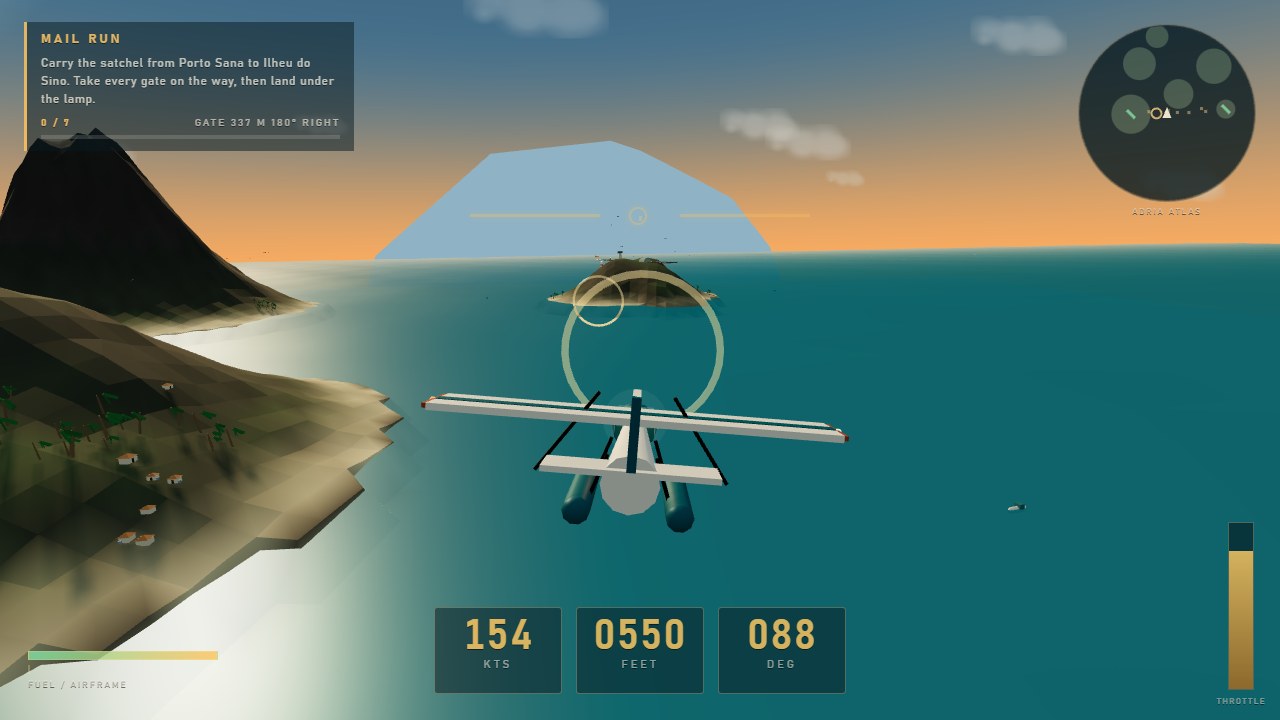 MAIL RUN
Carry the satchel from Porto Sana to Ilheu do
Sino. Take every gate on the way, then land under
the lamp.
0 / 7
GATE 337 M 180° RIGHT
ADRIA ATLAS
154
KTS
0550
FEET
088
DEG
FUEL / AIRFRAME
THROTTLE